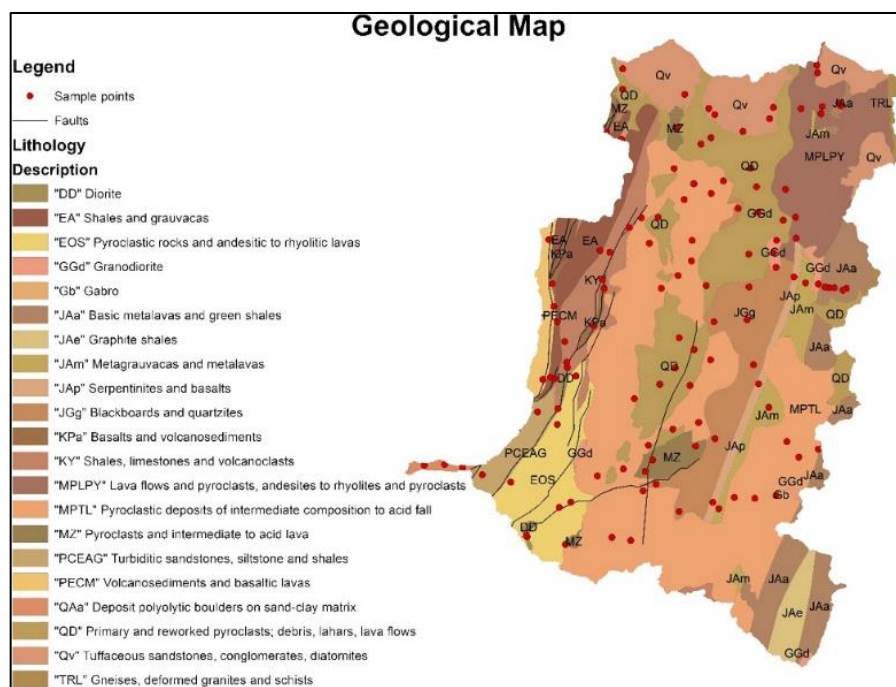 Geological Map
Legend
Sample points
Faults
Lithology
Description
"DD" Diorite
"EA" Shales and grauvacas
"EOS" Pyroclastic rocks and andesitic to rhyolitic lavas
"GGd" Granodiorite
"Gb" Gabro
"JAa" Basic metalavas and green shales
"JAe" Graphite shales
"JAm" Metagrauvacas and metalavas
"JAp" Serpentinites and basalts
"JGg" Blackboards and quartzites
"KPa" Basalts and volcanosediments
"KY" Shales, limestones and volcanoclasts
"MPLPY" Lava flows and pyroclasts, andesites to rhyolites and pyroclasts
"MPTL" Pyroclastic deposits of intermediate composition to acid fall
"MZ" Pyroclasts and intermediate to acid lava
"PCEAG" Turbiditic sandstones, siltstone and shales
"PECM" Volcanosediments and basaltic lavas
"QAa" Deposit polyolytic boulders on sand-clay matrix
"QD" Primary and reworked pyroclasts; debris, lahars, lava flows
"Qv" Tuffaceous sandstones, conglomerates, diatomites
"TRL" Gneises, deformed granites and schists
Qv
Qv
QD
Qv
JAa
TRL
MZ
EA
MZ
JAm
MPLPY
Qv
QD
GGd
QD
EA
EA
KPa
GGd
GGd
JAa
KY
JAp
JAm
QD
PECM
KPa
JGg
JAa
QD
QD
DD
JAm
MPTL
JAa
PCEAG
GGd
MZ
JAp
EOS
GGd
JAa
Gb
DD
MZ
JAm
JAa
JAe
JAa
GGd